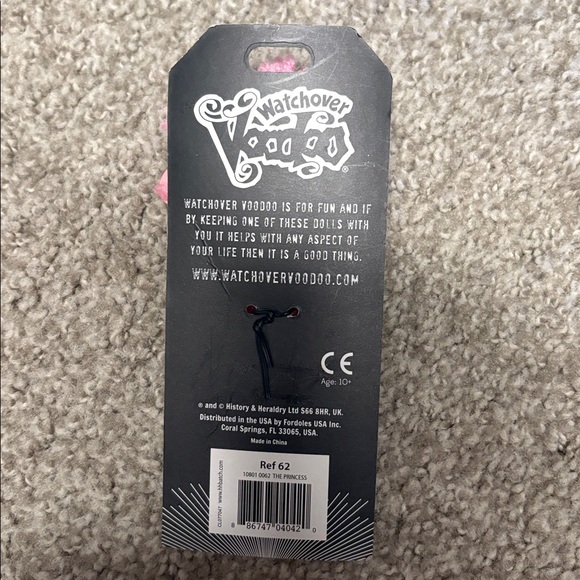 Watchover
Voodoo®
WATCHOVER VOODOO IS FOR FUN AND IF
BY KEEPING ONE OF THESE DOLLS WITH
YOU IT HELPS WITH ANY ASPECT OF
YOUR LIFE THEN IT IS A GOOD THING.
WWW.WATCHOVERVOODOO.COM
CE
Age: 10+
® and © History & Heraldry Ltd S66 8HR, UK.
Distributed in the USA by Fordoles USA Inc.
Coral Springs, FL 33065, USA.
Made in China
Ref 62
10801 0062 THE PRINCESS
8 86747 04042 0
www.hhbatch.com